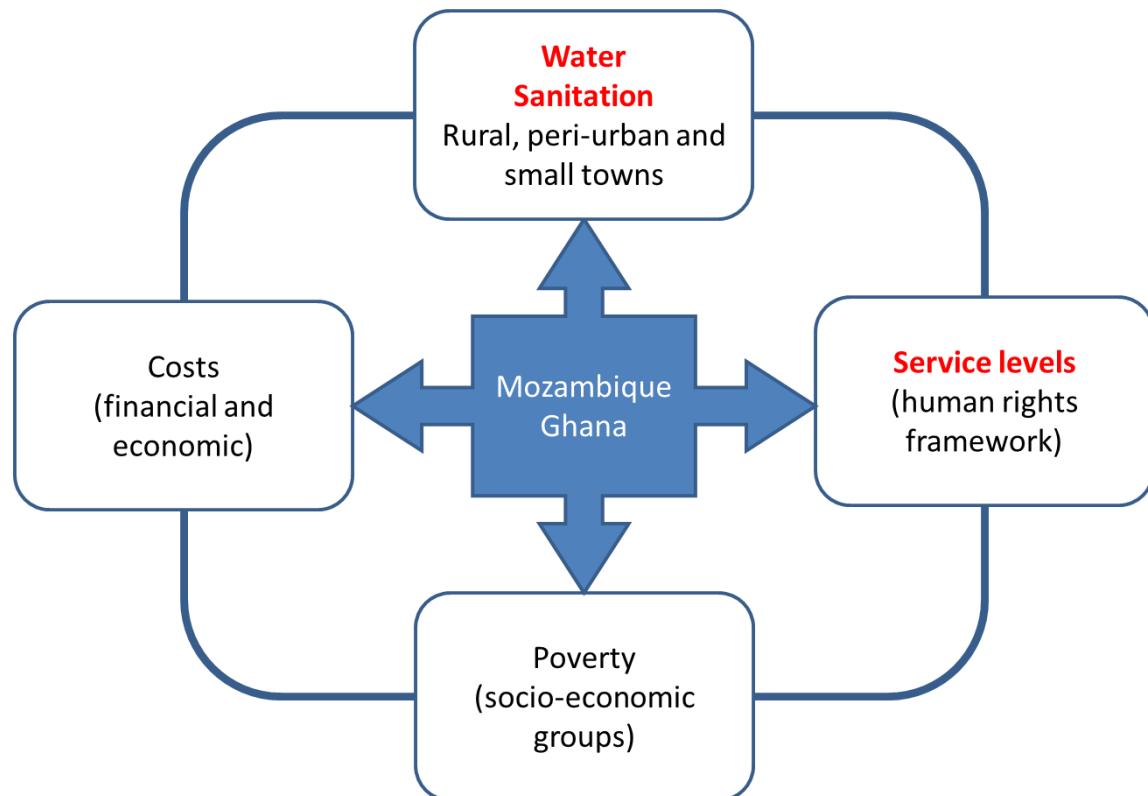 Water
Sanitation
Rural, peri-urban and
small towns
Costs
(financial and
economic)
Mozambique
Ghana
Service levels
(human rights
framework)
Poverty
(socio-economic
groups)